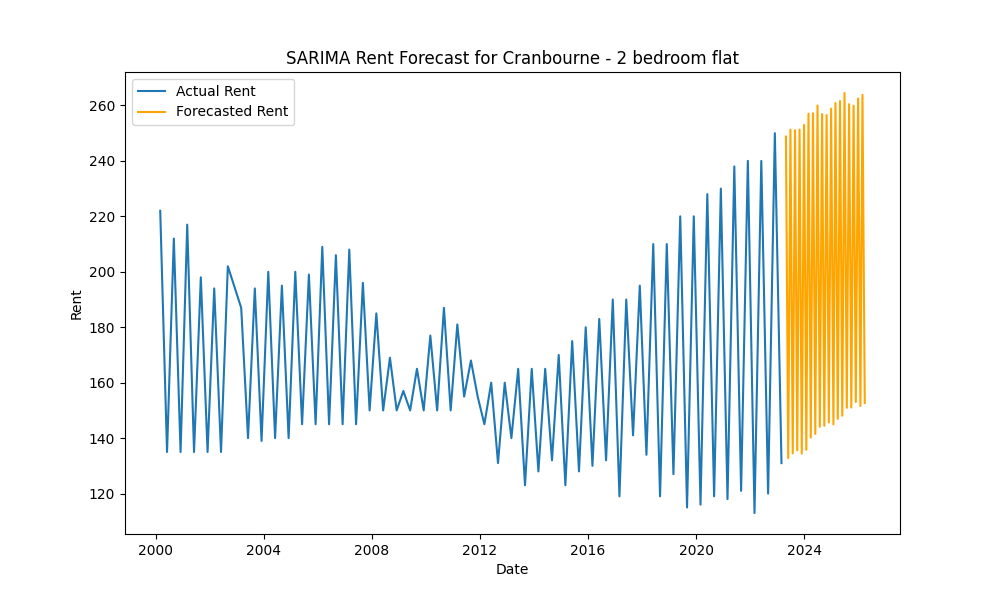 SARIMA Rent Forecast for Cranbourne - 2 bedroom flat
Actual Rent
Forecasted Rent
260
240
220
200
180
160
140
120
Rent
2000 2004 2008 2012 2016 2020 2024
Date